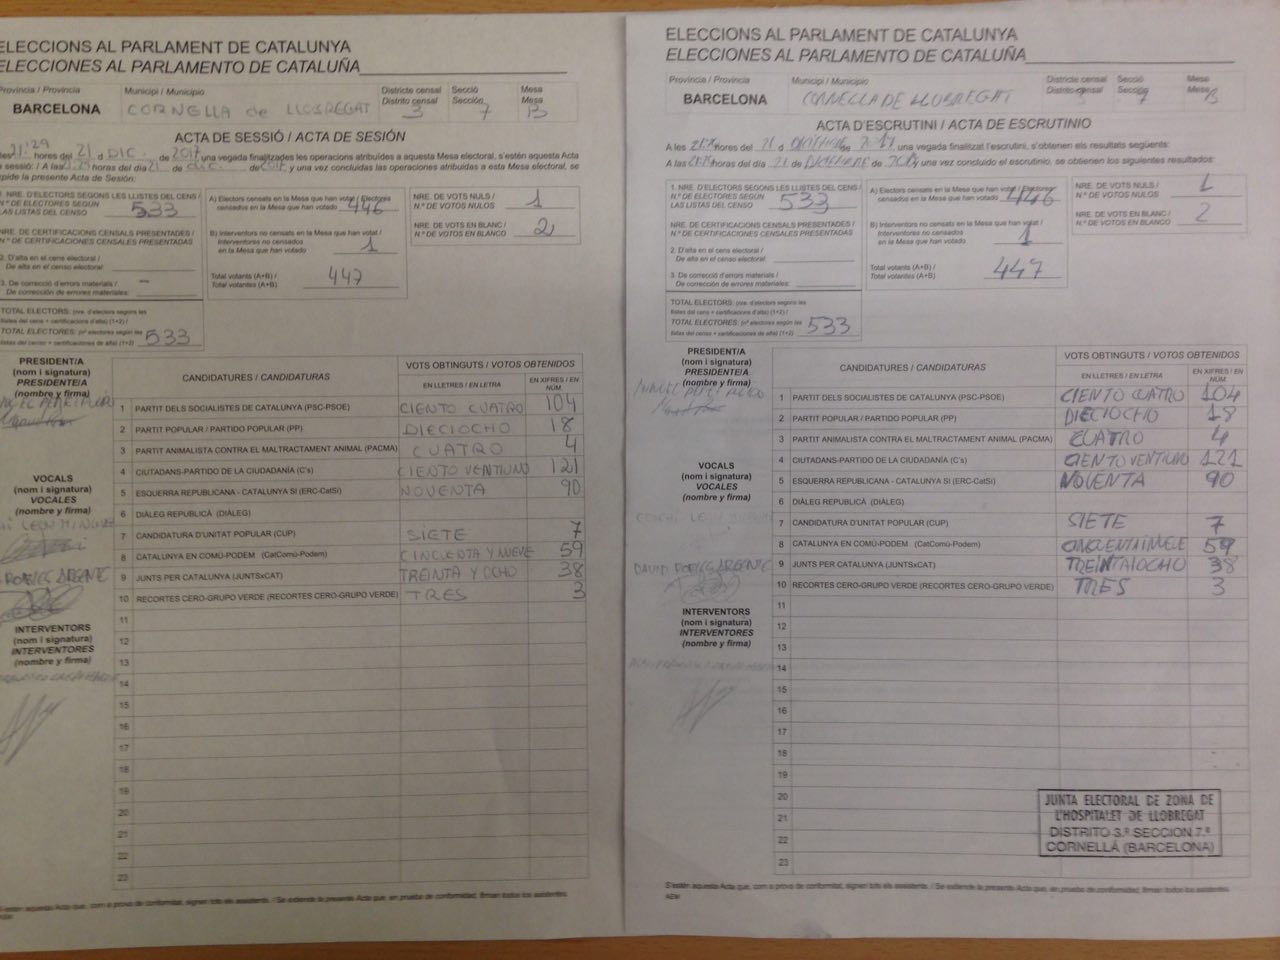 ELECCIONS AL PARLAMENT DE CATALUNYA
ELECCIONES AL PARLAMENTO DE CATALUÑA
Provincia / Provincia
BARCELONA
Municipi / Municipio
CORNELLA de LLOBREGAT
Districte censal
Distrito censal
3
Secció
Sección
7
Mesa
Mesa
B
ACTA DE SESSIÓ / ACTA DE SESIÓN
les 21'29 hores del 21 d DIC. de 2017 una vegada finalitzades les operacions atribuïdes a aquesta Mesa electoral, s'estén aquesta Acta
sessió: / A las 21:29 horas del día 21 de dic. de 2017 y una vez concluidas las operaciones atribuidas a esta Mesa electoral, se
pide la presente Acta de Sesión:
1. NRE. D'ELECTORS SEGONS LES LLISTES DEL CENS /
N.º DE ELECTORES SEGÚN
LAS LISTAS DEL CENSO 533
NRE. DE CERTIFICACIONS CENSALS PRESENTADES /
N.º DE CERTIFICACIONES CENSALES PRESENTADAS
2. D'alta en el cens electoral /
De alta en el censo electoral:
3. De correcció d'errors materials /
De corrección de errores materiales: —
TOTAL ELECTORS: (nre. d'electors segons les
llistes del cens + certificacions d'alta) (1+2) /
TOTAL ELECTORES: (nº electores según las
listas del censo + certificaciones de alta) (1+2) 533
A) Electors censats en la Mesa que han votat / Electores
censados en la Mesa que han votado 446
B) Interventors no censats en la Mesa que han votat /
Interventores no censados
en la Mesa que han votado 1
Total votants (A+B) /
Total votantes (A+B) 447
NRE. DE VOTS NULS /
N.º DE VOTOS NULOS 1
NRE. DE VOTS EN BLANC /
N.º DE VOTOS EN BLANCO 2
PRESIDENT/A
(nom i signatura)
PRESIDENTE/A
(nombre y firma)
VOCALS
(nom i signatura)
VOCALES
(nombre y firma)
INTERVENTORS
(nom i signatura)
INTERVENTORES
(nombre y firma)
CANDIDATURES / CANDIDATURAS
VOTS OBTINGUTS / VOTOS OBTENIDOS
EN LLETRES / EN LETRA
EN XIFRES / EN NÚM.
1 PARTIT DELS SOCIALISTES DE CATALUNYA (PSC-PSOE) CIENTO CUATRO 104
2 PARTIT POPULAR / PARTIDO POPULAR (PP) DIECIOCHO 18
3 PARTIT ANIMALISTA CONTRA EL MALTRACTAMENT ANIMAL (PACMA) CUATRO 4
4 CIUTADANS-PARTIDO DE LA CIUDADANÍA (C's) CIENTO VENTIUNO 121
5 ESQUERRA REPUBLICANA - CATALUNYA SI (ERC-CatSí) NOVENTA 90
6 DIÀLEG REPUBLICÀ (DIÀLEG)
7 CANDIDATURA D'UNITAT POPULAR (CUP) SIETE 7
8 CATALUNYA EN COMÚ-PODEM (CatComú-Podem) CINCUENTA Y NUEVE 59
9 JUNTS PER CATALUNYA (JUNTSxCAT) TREINTA Y OCHO 38
10 RECORTES CERO-GRUPO VERDE (RECORTES CERO-GRUPO VERDE) TRES 3
11
12
13
14
15
16
17
18
19
20
21
22
23
S'estén aquesta Acta que, com a prova de conformitat, signen tots els assistents. / Se extiende la presente Acta que, en prueba de conformidad, firman todos los asistentes.
ELECCIONS AL PARLAMENT DE CATALUNYA
ELECCIONES AL PARLAMENTO DE CATALUÑA
Província / Provincia
BARCELONA
Municipi / Municipio
CORNELLA DE LLOBREGAT
Districte censal
Distrito censal
3
Secció
Sección
7
Mesa
Mesa
B
ACTA D'ESCRUTINI / ACTA DE ESCRUTINIO
A les hores del 21 d DICIEMBRE de 2017 finalitzat l'escrutini, s'obtenen els resultats següents:
A las horas del día 21 de DICIEMBRE de 2017 y una vez concluido el escrutinio, se obtienen los siguientes resultados:
1. NRE. D'ELECTORS SEGONS LES LLISTES DEL CENS /
N.º DE ELECTORES SEGÚN
LAS LISTAS DEL CENSO 533
NRE. DE CERTIFICACIONS CENSALS PRESENTADES /
N.º DE CERTIFICACIONES CENSALES PRESENTADAS
2. D'alta en el cens electoral /
De alta en el censo electoral:
3. De correcció d'errors materials /
De corrección de errores materiales:
TOTAL ELECTORS: (nre. d'electors segons les
llistes del cens + certificacions d'alta) (1+2) /
TOTAL ELECTORES: (nº electores según las
listas del censo + certificaciones de alta) (1+2) 533
A) Electors censats en la Mesa que han votat / Electores
censados en la Mesa que han votado 446
B) Interventors no censats en la Mesa que han votat /
Interventores no censados
en la Mesa que han votado 1
Total votants (A+B) /
Total votantes (A+B) 447
NRE. DE VOTS NULS /
N.º DE VOTOS NULOS 1
NRE. DE VOTS EN BLANC /
N.º DE VOTOS EN BLANCO 2
PRESIDENT/A
(nom i signatura)
PRESIDENTE/A
(nombre y firma)
VOCALS
(nom i signatura)
VOCALES
(nombre y firma)
DAVID ROBLES ARGENTE
INTERVENTORS
(nom i signatura)
INTERVENTORES
(nombre y firma)
CANDIDATURES / CANDIDATURAS
VOTS OBTINGUTS / VOTOS OBTENIDOS
EN LLETRES / EN LETRA
EN XIFRES / EN NÚM.
1 PARTIT DELS SOCIALISTES DE CATALUNYA (PSC-PSOE) CIENTO CUATRO 104
2 PARTIT POPULAR / PARTIDO POPULAR (PP) DIECIOCHO 18
3 PARTIT ANIMALISTA CONTRA EL MALTRACTAMENT ANIMAL (PACMA) CUATRO 4
4 CIUTADANS-PARTIDO DE LA CIUDADANÍA (C's) CIENTO VENTIUNO 121
5 ESQUERRA REPUBLICANA - CATALUNYA SI (ERC-CatSí) NOVENTA 90
6 DIÀLEG REPUBLICÀ (DIÀLEG)
7 CANDIDATURA D'UNITAT POPULAR (CUP) SIETE 7
8 CATALUNYA EN COMÚ-PODEM (CatComú-Podem) CINCUENTAINUEVE 59
9 JUNTS PER CATALUNYA (JUNTSxCAT) TREINTAIOCHO 38
10 RECORTES CERO-GRUPO VERDE (RECORTES CERO-GRUPO VERDE) TRES 3
11
12
13
14
15
16
17
18
19
20
21
22
23
JUNTA ELECTORAL DE ZONA DE
L'HOSPITALET DE LLOBREGAT
DISTRITO 3.º SECCION 7.ª
CORNELLÁ (BARCELONA)
S'estén aquesta Acta que, com a prova de conformitat, signen tots els assistents. / Se extiende la presente Acta que, en prueba de conformidad, firman todos los asistentes.